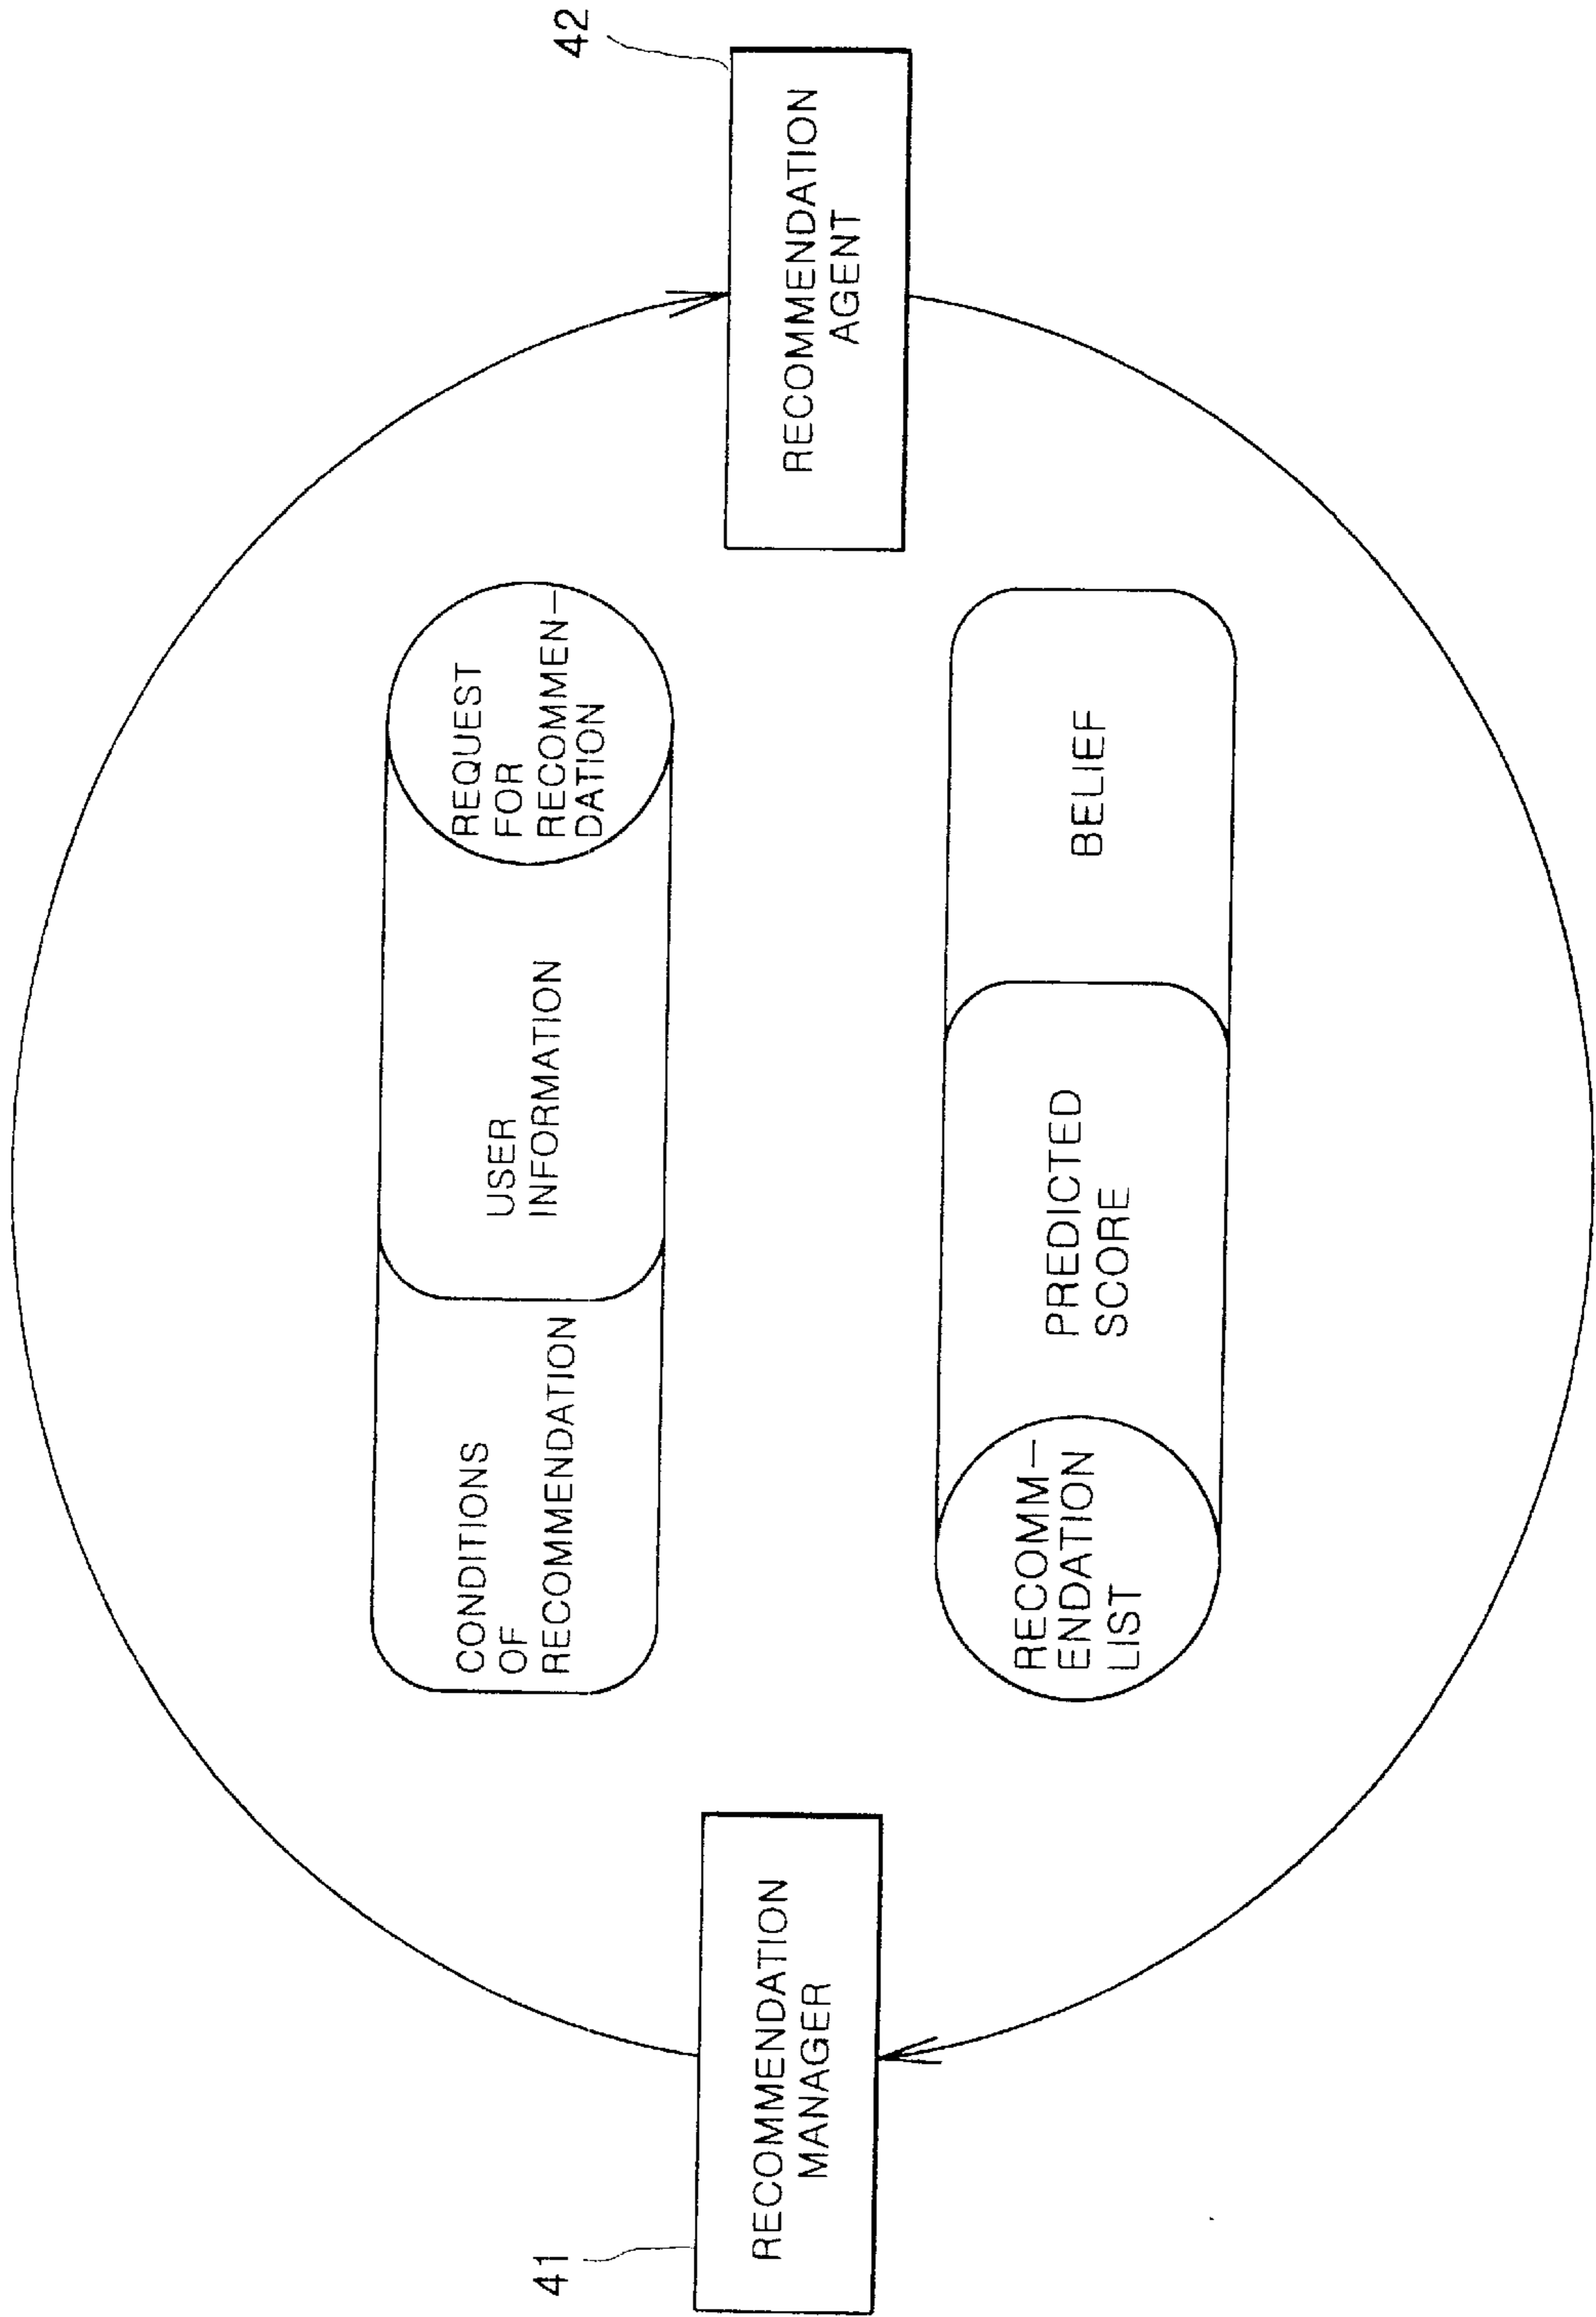 41
RECOMMENDATION
MANAGER
CONDITIONS
OF
RECOMMENDATION
USER
INFORMATION
REQUEST
FOR
RECOMMEN-
DATION
RECOMM-
ENDATION
LIST
PREDICTED
SCORE
BELIEF
42
RECOMMENDATION
AGENT